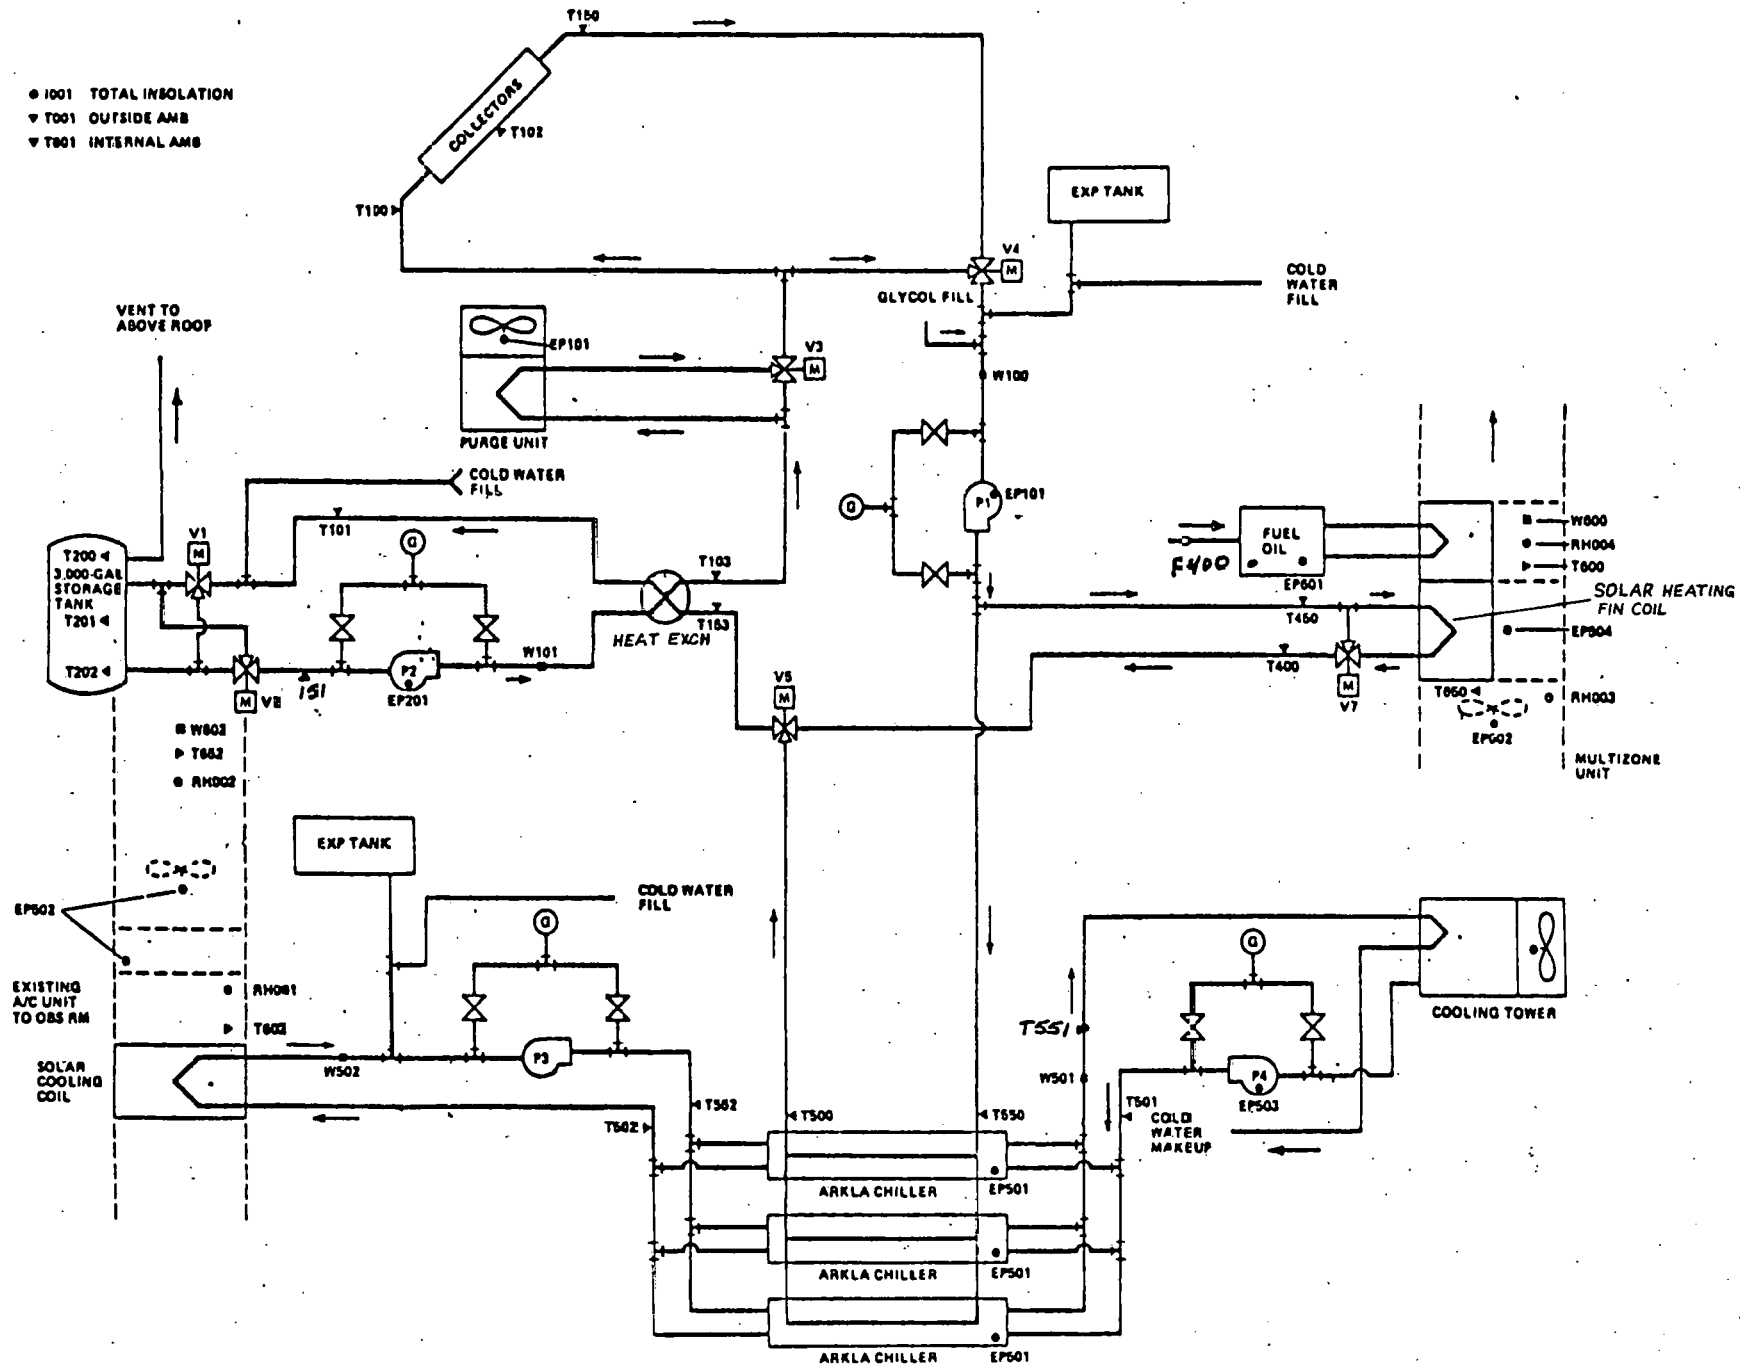 T150
I001 TOTAL INSOLATION
T001 OUTSIDE AMB
T601 INTERNAL AMB
COLLECTORS
T102
T100
EXP TANK
V4
M
GLYCOL FILL
COLD
WATER
FILL
VENT TO
ABOVE ROOF
EP101
V3
M
W100
PURGE UNIT
COLD WATER
FILL
P1
EP101
G
V1
M
T101
G
T103
T153
HEAT EXCH
T200
3,000-GAL
STORAGE
TANK
T201
T202
M
V2
151
P2
EP201
W101
F400
FUEL
OIL
EP601
W600
RH004
T600
SOLAR HEATING
FIN COIL
T450
EP504
T400
M
V7
T650
RH003
EP602
MULTIZONE
UNIT
V5
M
W602
T652
RH002
EXP TANK
COLD WATER
FILL
EP502
G
EXISTING
A/C UNIT
TO OBS RM
RH001
T602
SOLAR
COOLING
COIL
W502
P3
G
COOLING TOWER
T551
W501
P4
EP503
T501
COLD
WATER
MAKEUP
T552
T502
T500
T550
ARKLA CHILLER
EP501
ARKLA CHILLER
EP501
ARKLA CHILLER
EP501